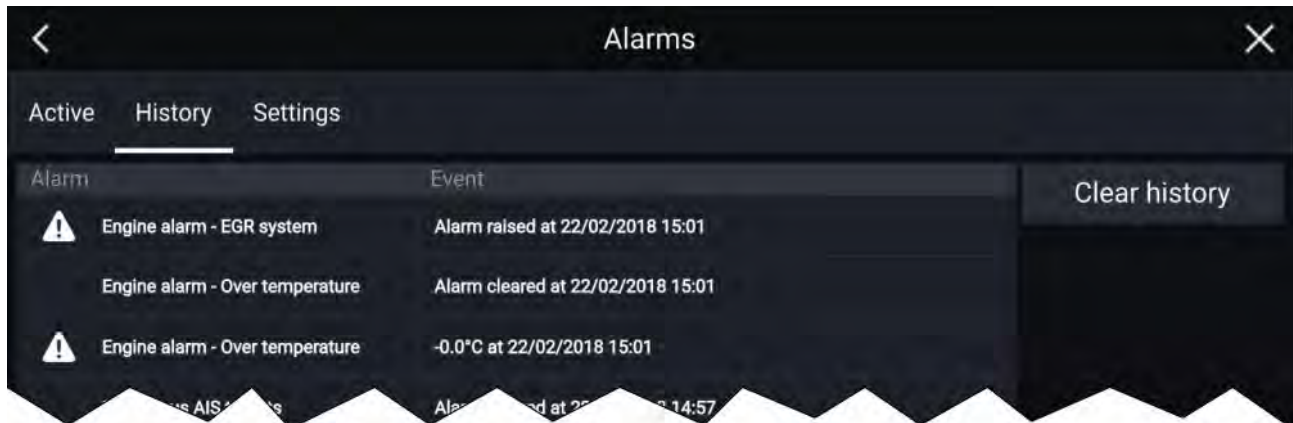 Alarms
Active History Settings
Alarm Event
Clear history
Engine alarm - EGR system Alarm raised at 22/02/2018 15:01
Engine alarm - Over temperature Alarm cleared at 22/02/2018 15:01
Engine alarm - Over temperature -0.0°C at 22/02/2018 15:01
AIS at 14:57